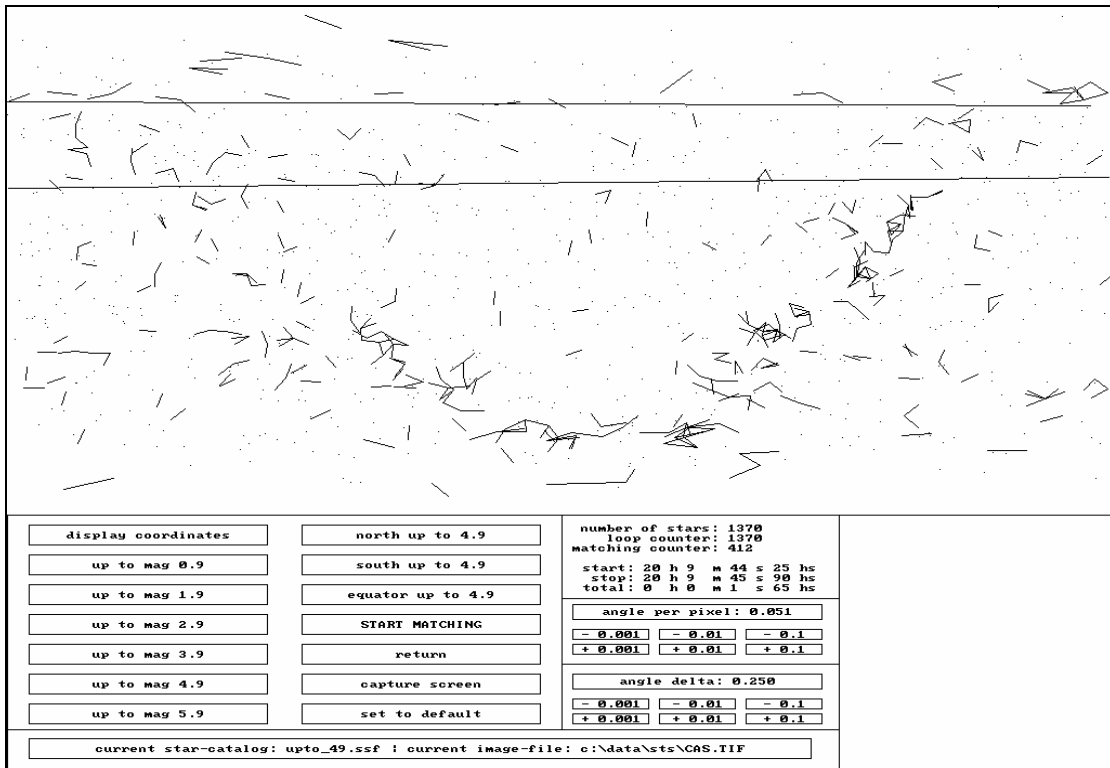 display coordinates
up to mag 0.9
up to mag 1.9
up to mag 2.9
up to mag 3.9
up to mag 4.9
up to mag 5.9
north up to 4.9
south up to 4.9
equator up to 4.9
START MATCHING
return
capture screen
set to default
number of stars: 1370
loop counter: 1370
matching counter: 412
start: 20 h 9 m 44 s 25 hs
stop: 20 h 9 m 45 s 90 hs
total: 0 h 0 m 1 s 65 hs
angle per pixel: 0.051
- 0.001 - 0.01 - 0.1
+ 0.001 + 0.01 + 0.1
angle delta: 0.250
- 0.001 - 0.01 - 0.1
+ 0.001 + 0.01 + 0.1
current star-catalog: upto_49.ssf | current image-file: c:\data\sts\CAS.TIF